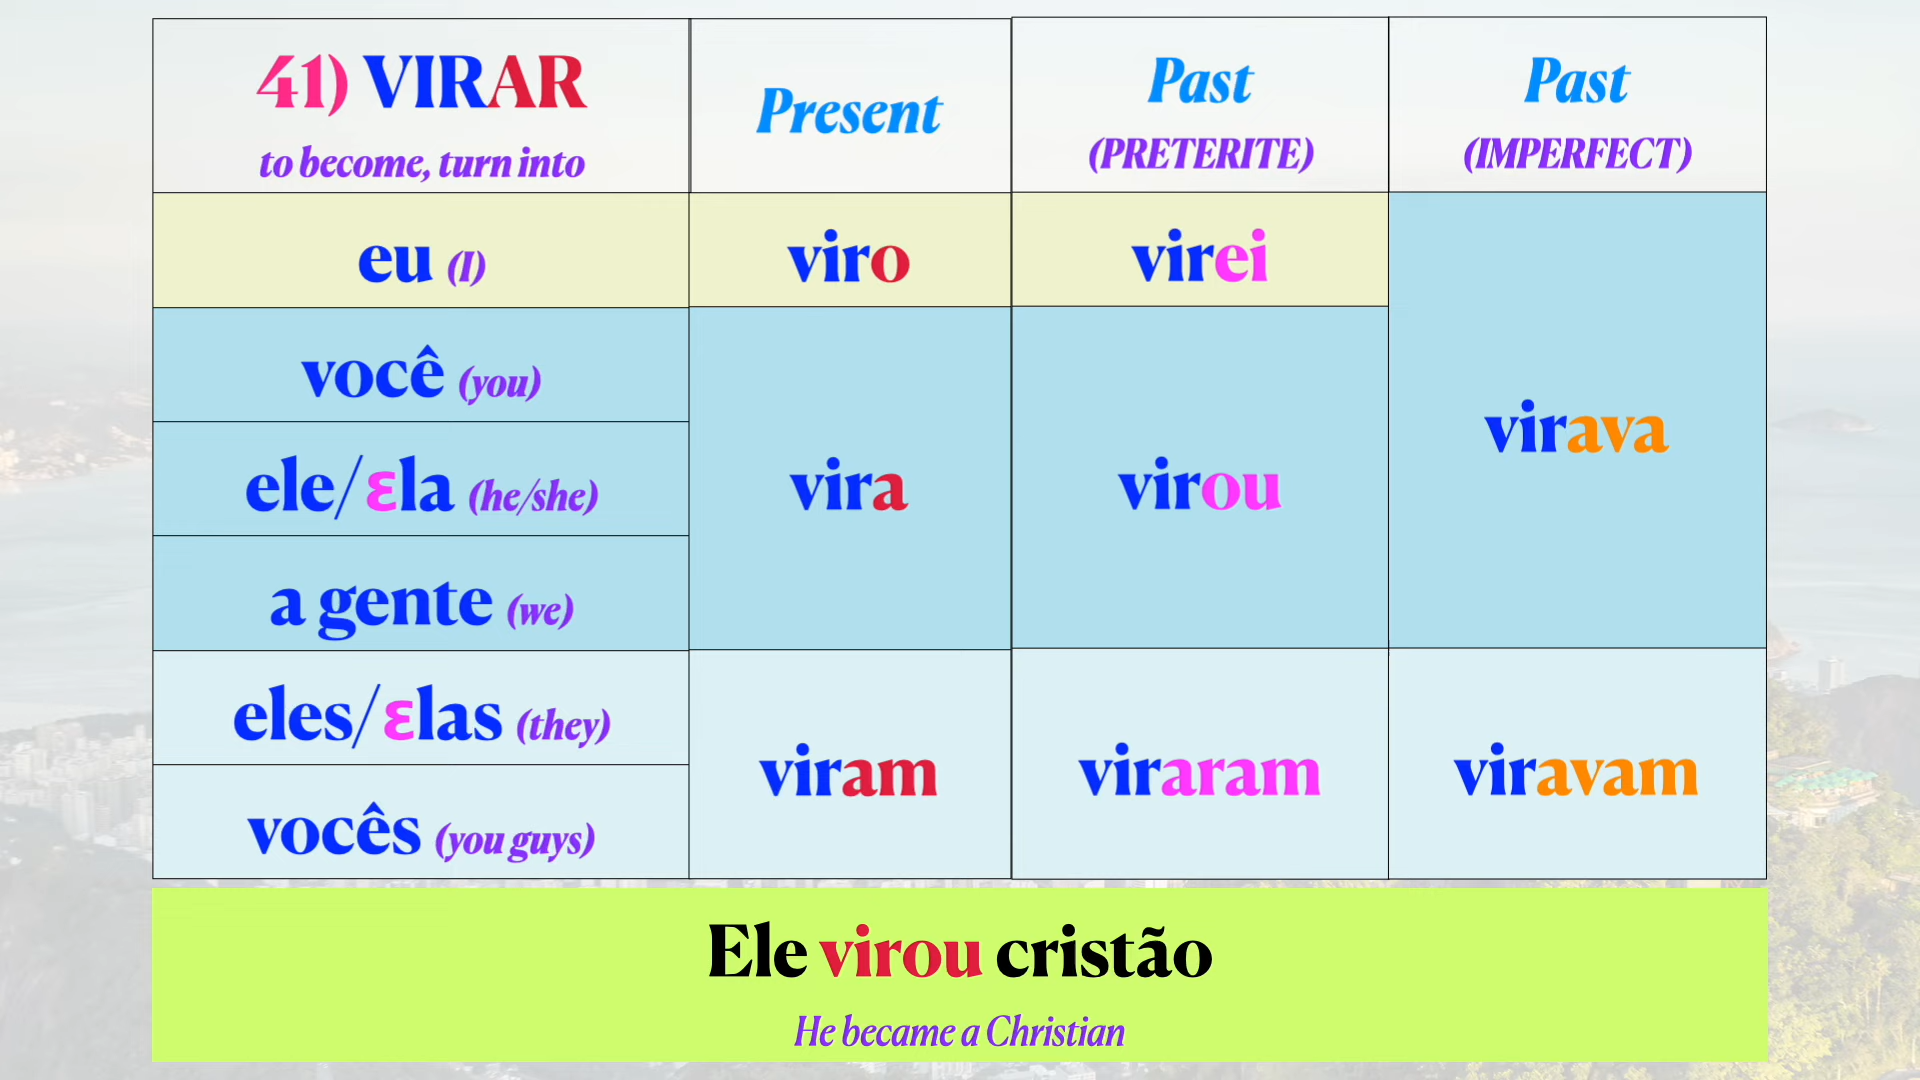 41) VIRAR
to become, turn into
Present
Past
(PRETERITE)
Past
(IMPERFECT)
eu (I)
viro
virei
virava
você (you)
ele/ɛla (he/she)
vira
virou
a gente (we)
eles/ɛlas (they)
viram
viraram
viravam
vocês (you guys)
Ele virou cristão
He became a Christian